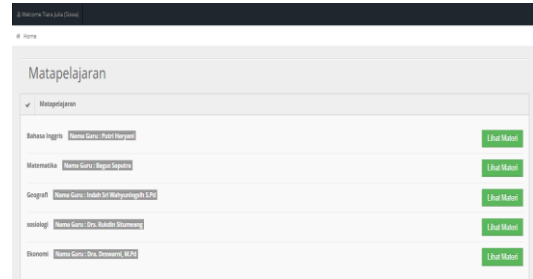 Welcome Tiara Julia (Siswa)
Home
Matapelajaran
Matapelajaran
Bahasa Inggris Nama Guru : Putri Haryani Lihat Materi
Matematika Nama Guru : Bagus Saputra Lihat Materi
Geografi Nama Guru : Indah Sri Wahyuningsih S.Pd Lihat Materi
sosiologi Nama Guru : Drs. Rukdin Situmeang Lihat Materi
Ekonomi Nama Guru : Dra. Deswarni, M.Pd Lihat Materi